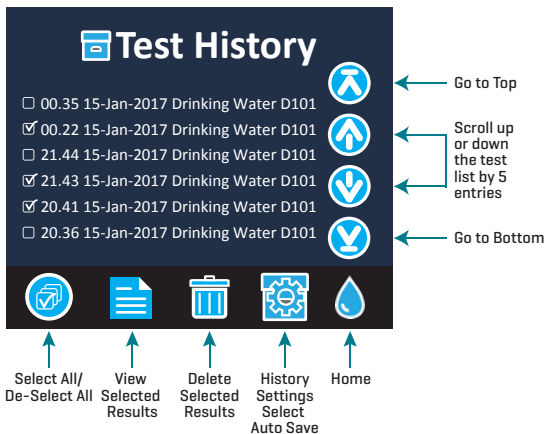 Test History
00.35 15-Jan-2017 Drinking Water D101
00.22 15-Jan-2017 Drinking Water D101
21.44 15-Jan-2017 Drinking Water D101
21.43 15-Jan-2017 Drinking Water D101
20.41 15-Jan-2017 Drinking Water D101
20.36 15-Jan-2017 Drinking Water D101
Go to Top
Scroll up
or down
the test
list by 5
entries
Go to Bottom
Select All/
De-Select All
View
Selected
Results
Delete
Selected
Results
History
Settings
Select
Auto Save
Home